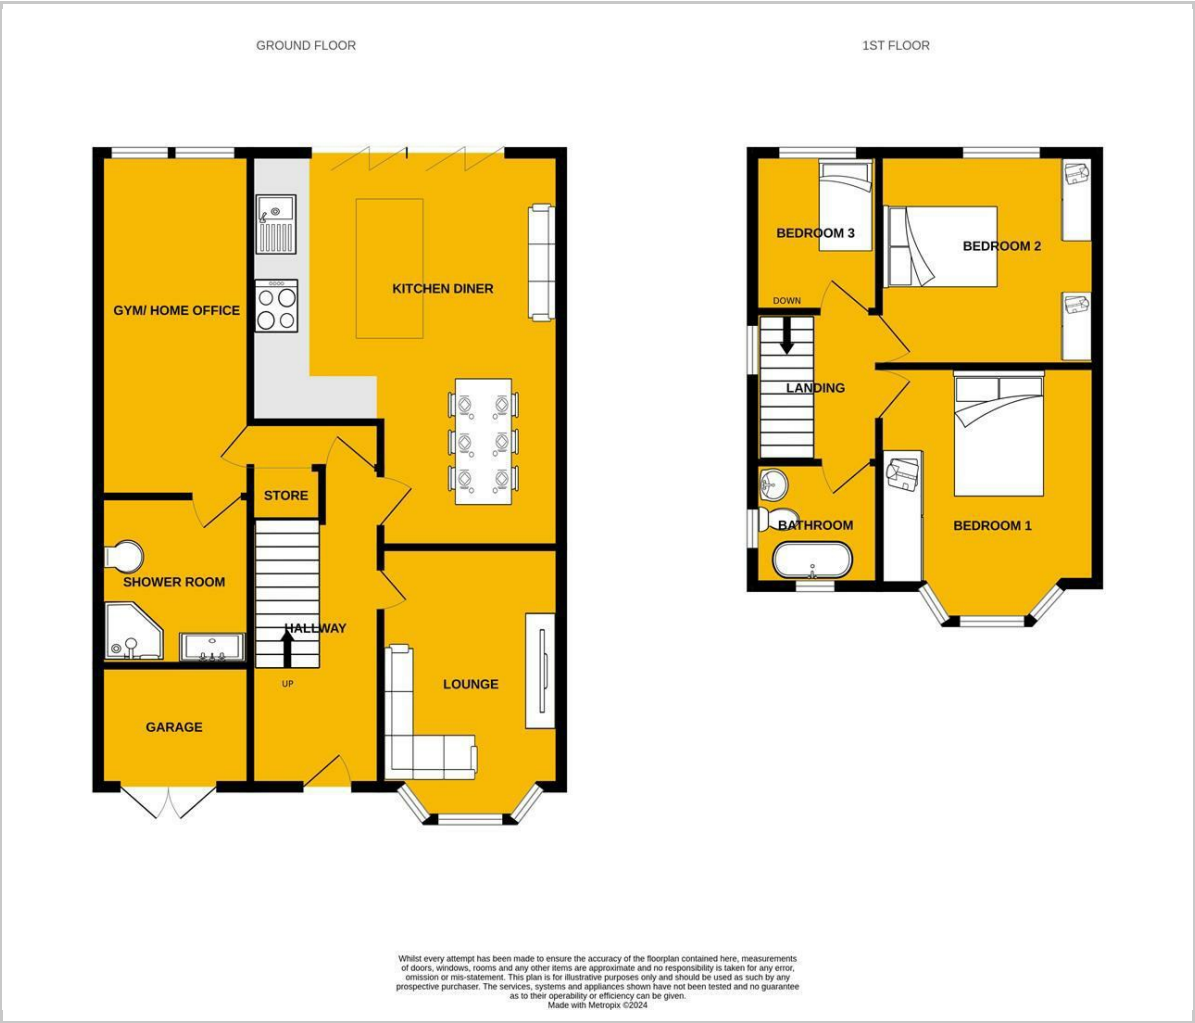 GROUND FLOOR
1ST FLOOR
GYM/ HOME OFFICE
KITCHEN DINER
STORE
SHOWER ROOM
HALLWAY
UP
LOUNGE
GARAGE
BEDROOM 3
BEDROOM 2
DOWN
LANDING
BATHROOM
BEDROOM 1
Whilst every attempt has been made to ensure the accuracy of the floorplan contained here, measurements
of doors, windows, rooms and any other items are approximate and no responsibility is taken for any error,
omission or mis-statement. This plan is for illustrative purposes only and should be used as such by any
prospective purchaser. The services, systems and appliances shown have not been tested and no guarantee
as to their operability or efficiency can be given.
Made with Metropix ©2024